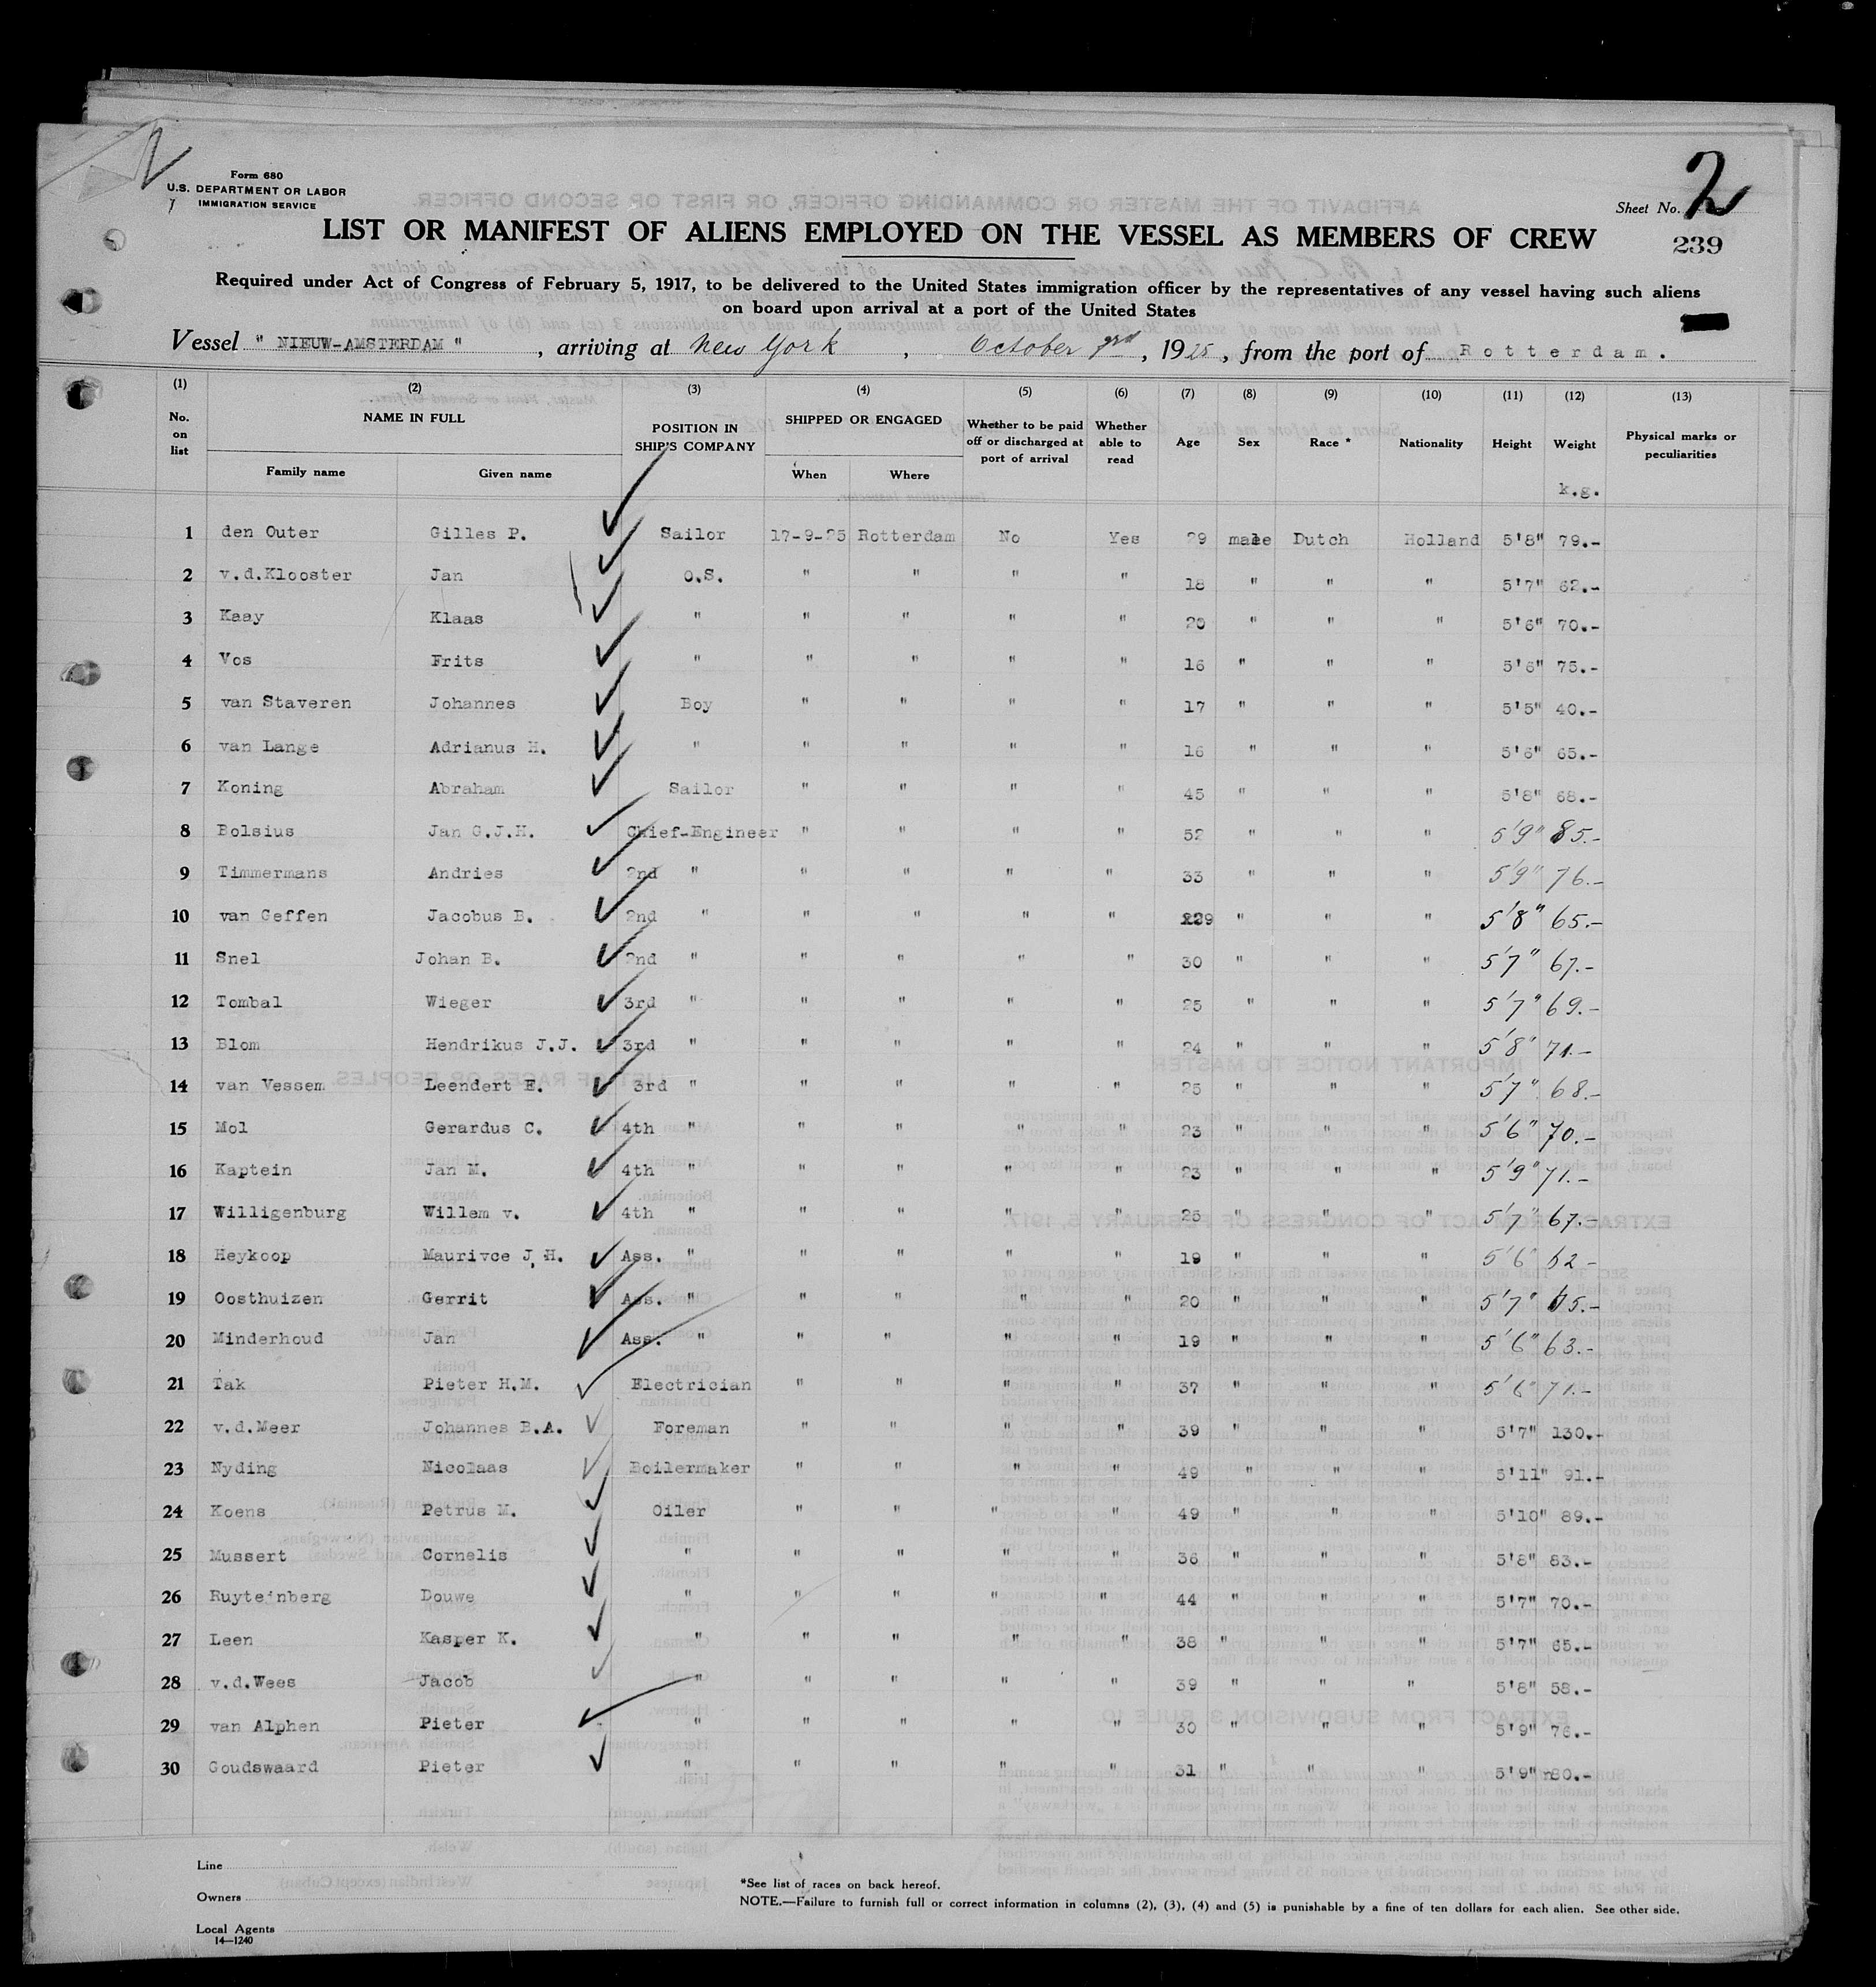 Form 680
U.S. DEPARTMENT OR LABOR
IMMIGRATION SERVICE
Sheet No. 2
239
LIST OR MANIFEST OF ALIENS EMPLOYED ON THE VESSEL AS MEMBERS OF CREW
Required under Act of Congress of February 5, 1917, to be delivered to the United States immigration officer by the representatives of any vessel having such aliens
on board upon arrival at a port of the United States
Vessel " NIEUW-AMSTERDAM ", arriving at New York, October, 1925, from the port of Rotterdam.
(1) (2) (3) (4) (5) (6) (7) (8) (9) (10) (11) (12) (13)
No. on list NAME IN FULL POSITION IN SHIP'S COMPANY SHIPPED OR ENGAGED Whether to be paid off or discharged at port of arrival Whether able to read Age Sex Race * Nationality Height Weight Physical marks or peculiarities
Family name Given name When Where k.g.
1 den Outer Gilles P. Sailor 17-9-25 Rotterdam No Yes 29 male Dutch Holland 5'8" 79.-
2 v.d.Klooster Jan O.S. " " " " 18 " " " 5'7" 62.-
3 Kaay Klaas " " " " " 20 " " " 5'6" 70.-
4 Vos Frits " " " " " 16 " " " 5'6" 75.-
5 van Staveren Johannes Boy " " " " 17 " " " 5'5" 40.-
6 van Lange Adrianus H. " " " " " 16 " " " 5'6" 65.-
7 Koning Abraham Sailor " " " " 45 " " " 5'8" 68.-
8 Bolsius Jan G.J.H. Chief-Engineer " " " " 52 " " " 5'9" 85.-
9 Timmermans Andries 2nd " " " " " 33 " " " 5'9" 76.-
10 van Geffen Jacobus B. 2nd " " " " " " " " 5'8" 65.-
11 Snel Johan B. 2nd " " " " " 30 " " " 5'7" 67.-
12 Tombal Wieger 3rd " " " " " 25 " " " 5'7" 69.-
13 Blom Hendrikus J.J. 3rd " " " " " 24 " " " 5'8" 71.-
14 van Vessem Leendert E. 3rd " " " " " 25 " " " 5'7" 68.-
15 Mol Gerardus C. 4th " " " " " 23 " " " 5'6" 70.-
16 Kaptein Jan M. 4th " " " " " 23 " " " 5'9" 71.-
17 Willigenburg Willem v. 4th " " " " " 25 " " " 5'7" 67.-
18 Heykoop Maurivce J.H. Ass. " " " " " 19 " " " 5'6" 62-
19 Oosthuizen Gerrit Ass. " " " " " 20 " " " 5'7" 75.-
20 Minderhoud Jan Ass. " " " " " 19 " " " 5'6" 63.-
21 Tak Pieter H.M. Electrician " " " " 37 " " " 5'6" 71.-
22 v.d.Meer Johannes B.A. Foreman " " " " 39 " " " 5'7" 130.-
23 Nyding Nicolaas Boilermaker " " " " 49 " " " 5'11" 91.-
24 Koens Petrus M. Oiler " " " " 49 " " " 5'10" 89.-
25 Mussert Cornelis " " " " " 36 " " " 5'8" 83.-
26 Ruyteinberg Douwe " " " " " 44 " " " 5'7" 70.-
27 Leen Kasper K. " " " " " 38 " " " 5'7" 65.-
28 v.d.Wees Jacob " " " " " 39 " " " 5'8" 58.-
29 van Alphen Pieter " " " " " 30 " " " 5'9" 76.-
30 Goudswaard Pieter " " " " " 31 " " " 5'9" 80.-
Line
Owners
Local Agents
14—1240
*See list of races on back hereof.
NOTE.—Failure to furnish full or correct information in columns (2), (3), (4) and (5) is punishable by a fine of ten dollars for each alien. See other side.